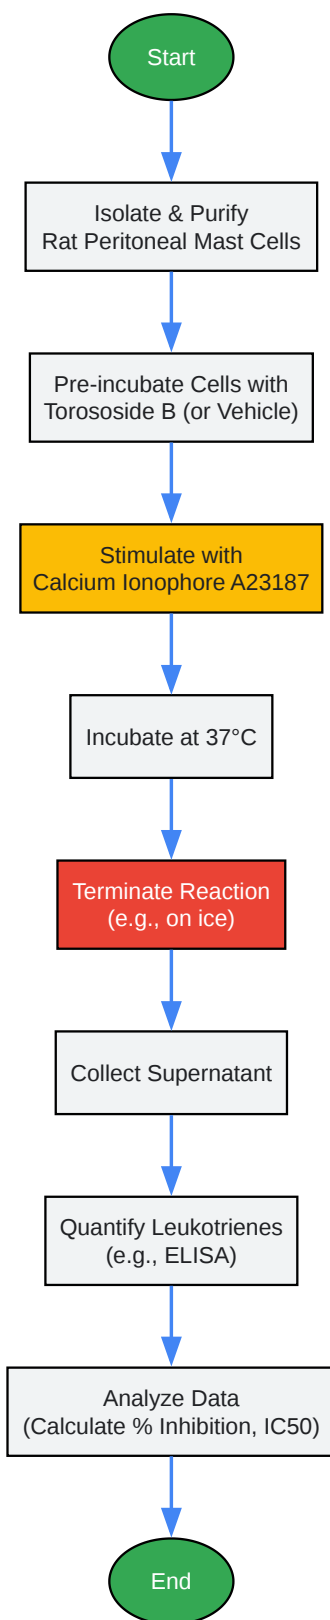 Start
Isolate & Purify
Rat Peritoneal Mast Cells
Pre-incubate Cells with
Torososide B (or Vehicle)
Stimulate with
Calcium Ionophore A23187
Incubate at 37°C
Terminate Reaction
(e.g., on ice)
Collect Supernatant
Quantify Leukotrienes
(e.g., ELISA)
Analyze Data
(Calculate % Inhibition, IC50)
End